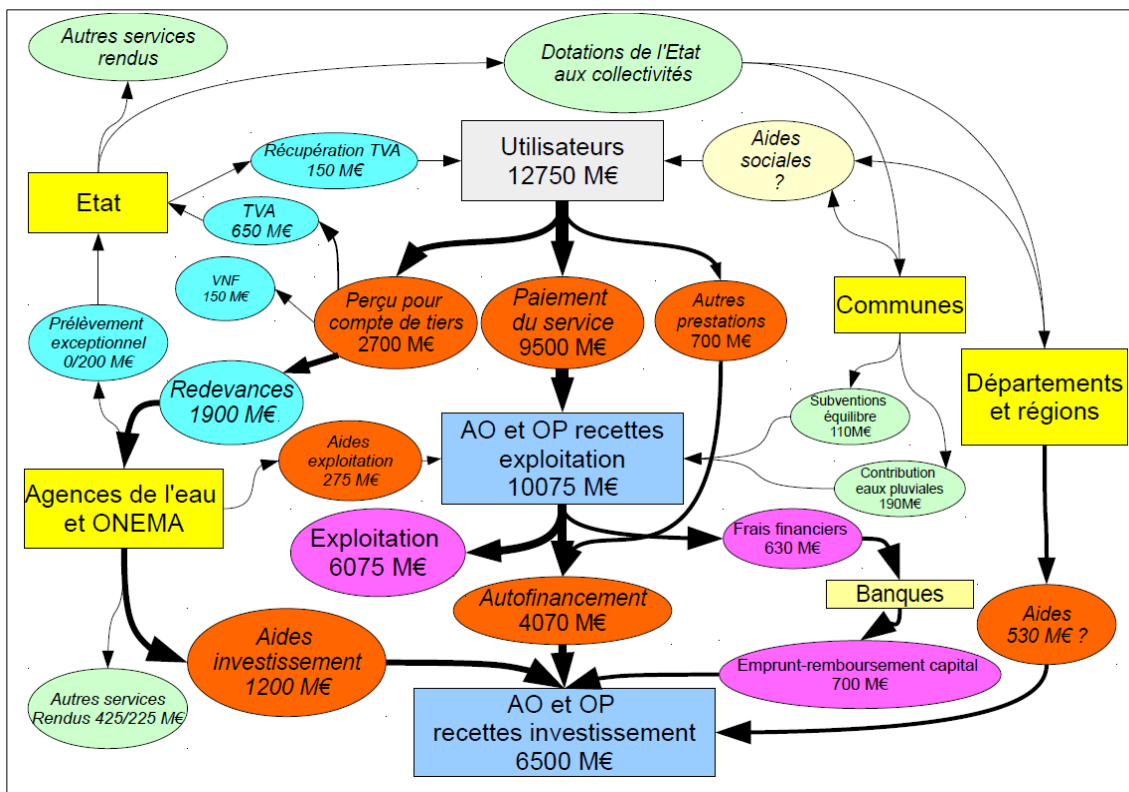 Autres services
rendus
Dotations de l'Etat
aux collectivités
Récupération TVA
150 M€
Utilisateurs
12750 M€
Aides
sociales
?
Etat
TVA
650 M€
VNF
150 M€
Perçu pour
compte de tiers
2700 M€
Paiement
du service
9500 M€
Autres
prestations
700 M€
Communes
Prélèvement
exceptionnel
0/200 M€
Redevances
1900 M€
Départements
et régions
Subventions
équilibre
110M€
AO et OP recettes
exploitation
10075 M€
Aides
exploitation
275 M€
Contribution
eaux pluviales
190M€
Agences de l'eau
et ONEMA
Exploitation
6075 M€
Frais financiers
630 M€
Banques
Autofinancement
4070 M€
Aides
530 M€ ?
Aides
investissement
1200 M€
Emprunt-remboursement capital
700 M€
Autres services
Rendus 425/225 M€
AO et OP
recettes investissement
6500 M€